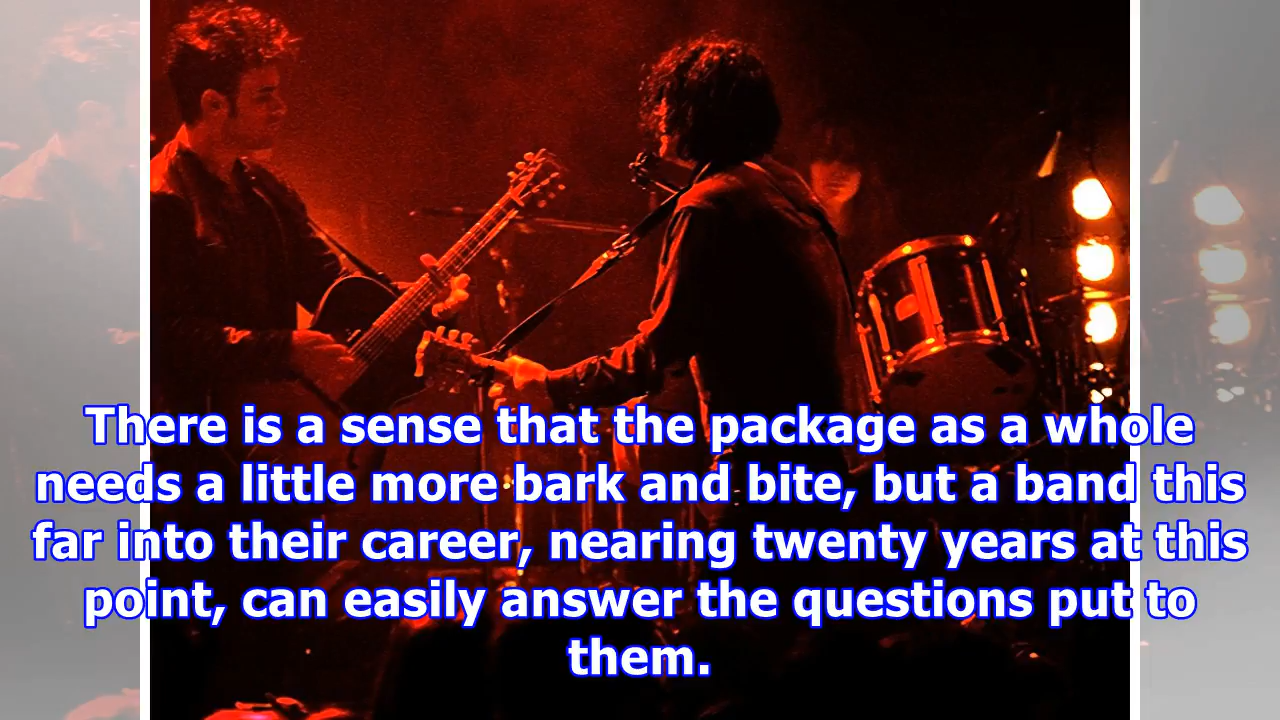 There is a sense that the package as a whole
needs a little more bark and bite, but a band this
far into their career, nearing twenty years at this
point, can easily answer the questions put to
them.